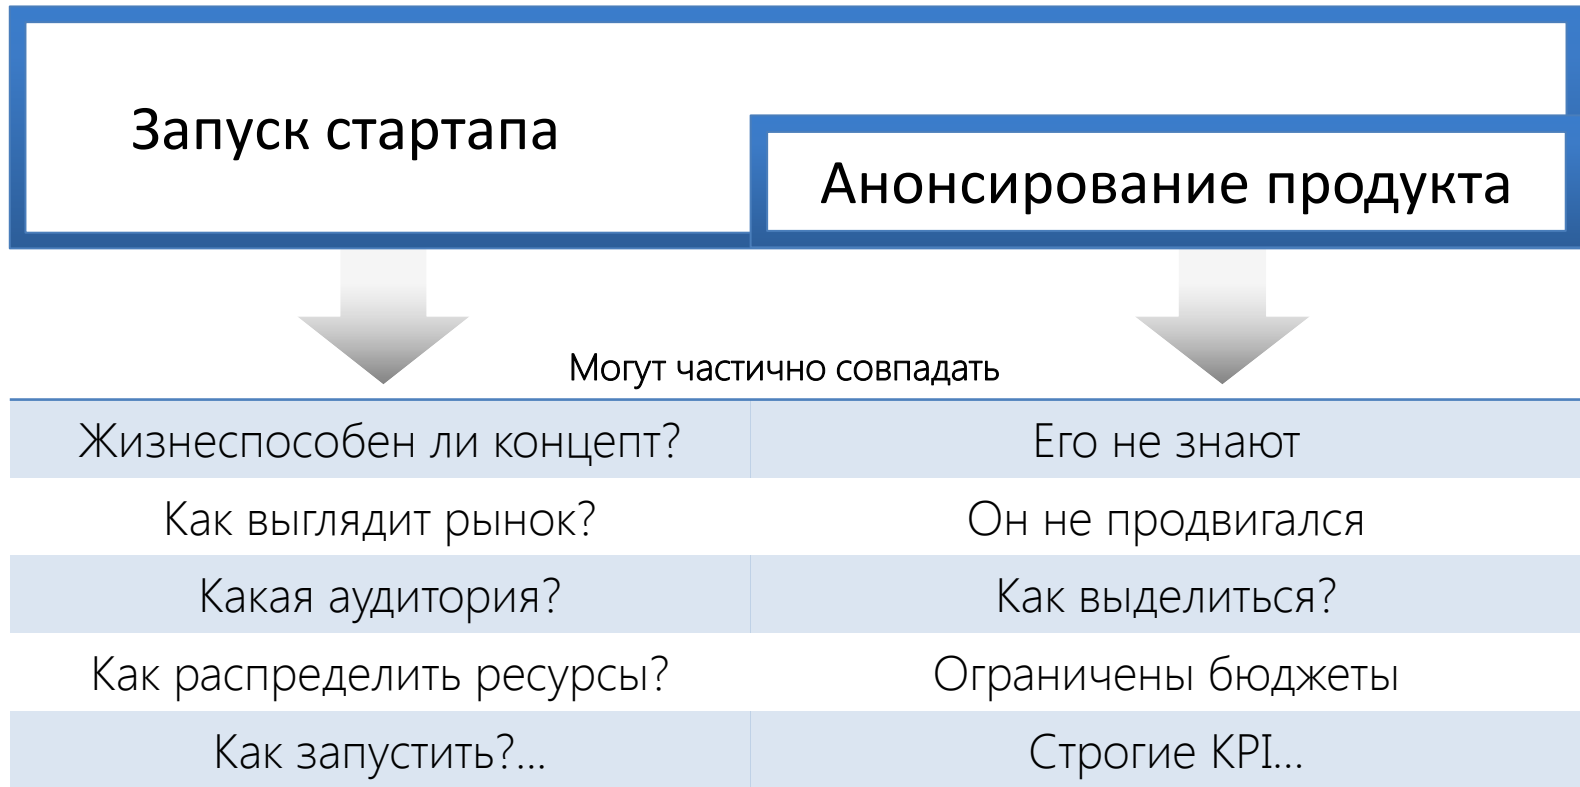 Запуск стартапа
Анонсирование продукта
Могут частично совпадать
Жизнеспособен ли концепт?
Его не знают
Как выглядит рынок?
Он не продвигался
Какая аудитория?
Как выделиться?
Как распределить ресурсы?
Ограничены бюджеты
Как запустить?...
Строгие KPI...